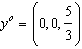 y° = (0, 0, 5/3)